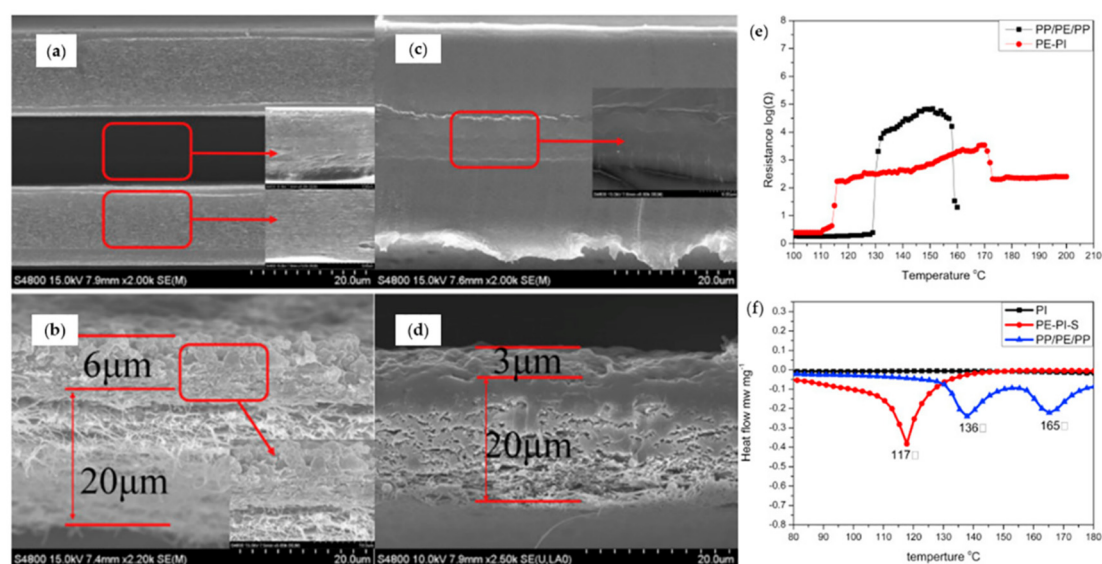 (a)
S4800 15.0kV 7.9mm x2.00k SE(M)
20.0um
(c)
S4800 15.0kV 7.6mm x2.00k SE(M)
20.0um
(b)
6μm
20μm
S4800 15.0kV 7.4mm x2.20k SE(M)
20.0um
(d)
3μm
20μm
S4800 10.0kV 7.9mm x2.50k SE(U,LA0)
20.0um
(e)
PP/PE/PP
PE-PI
Resistance log(Ω)
8
7
6
5
4
3
2
1
0
100 110 120 130 140 150 160 170 180 190 200 210
Temperature °C
(f)
PI
PE-PI-S
PP/PE/PP
Heat flow mw mg⁻¹
0.3
0.2
0.1
0.0
-0.1
-0.2
-0.3
-0.4
-0.5
-0.6
-0.7
-0.8
117□
136□
165□
80 90 100 110 120 130 140 150 160 170 180
temperture °C